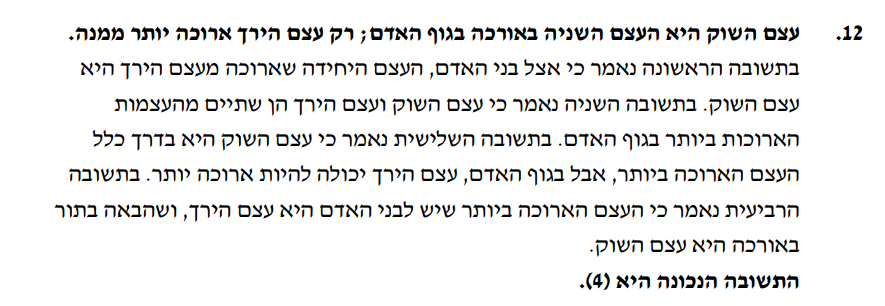 12. עצם השוק היא העצם השניה באורכה בגוף האדם; רק עצם הירך ארוכה יותר ממנה.
בתשובה הראשונה נאמר כי אצל בני האדם, העצם היחידה שארוכה מעצם הירך היא
עצם השוק. בתשובה השניה נאמר כי עצם השוק ועצם הירך הן שתיים מהעצמות
הארוכות ביותר בגוף האדם. בתשובה השלישית נאמר כי עצם השוק היא בדרך כלל
העצם הארוכה ביותר, אבל בגוף האדם, עצם הירך יכולה להיות ארוכה יותר. בתשובה
הרביעית נאמר כי העצם הארוכה ביותר שיש לבני האדם היא עצם הירך, ושהבאה בתור
באורכה היא עצם השוק.
התשובה הנכונה היא (4).